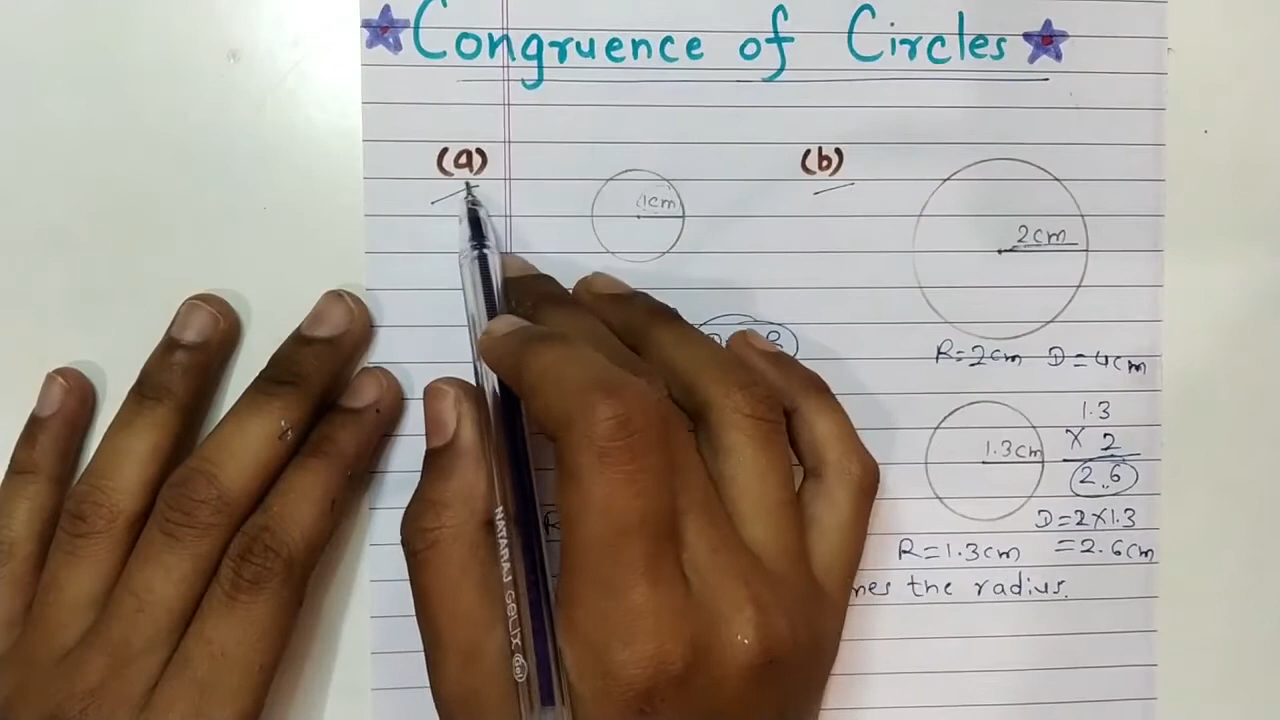 Congruence of Circles
(a)
(b)
1cm
2cm
R=2cm D=4cm
1.3cm
1.3
× 2
2.6
D=2×1.3
R=1.3cm =2.6cm
the radius.
NATARAJ GELIX